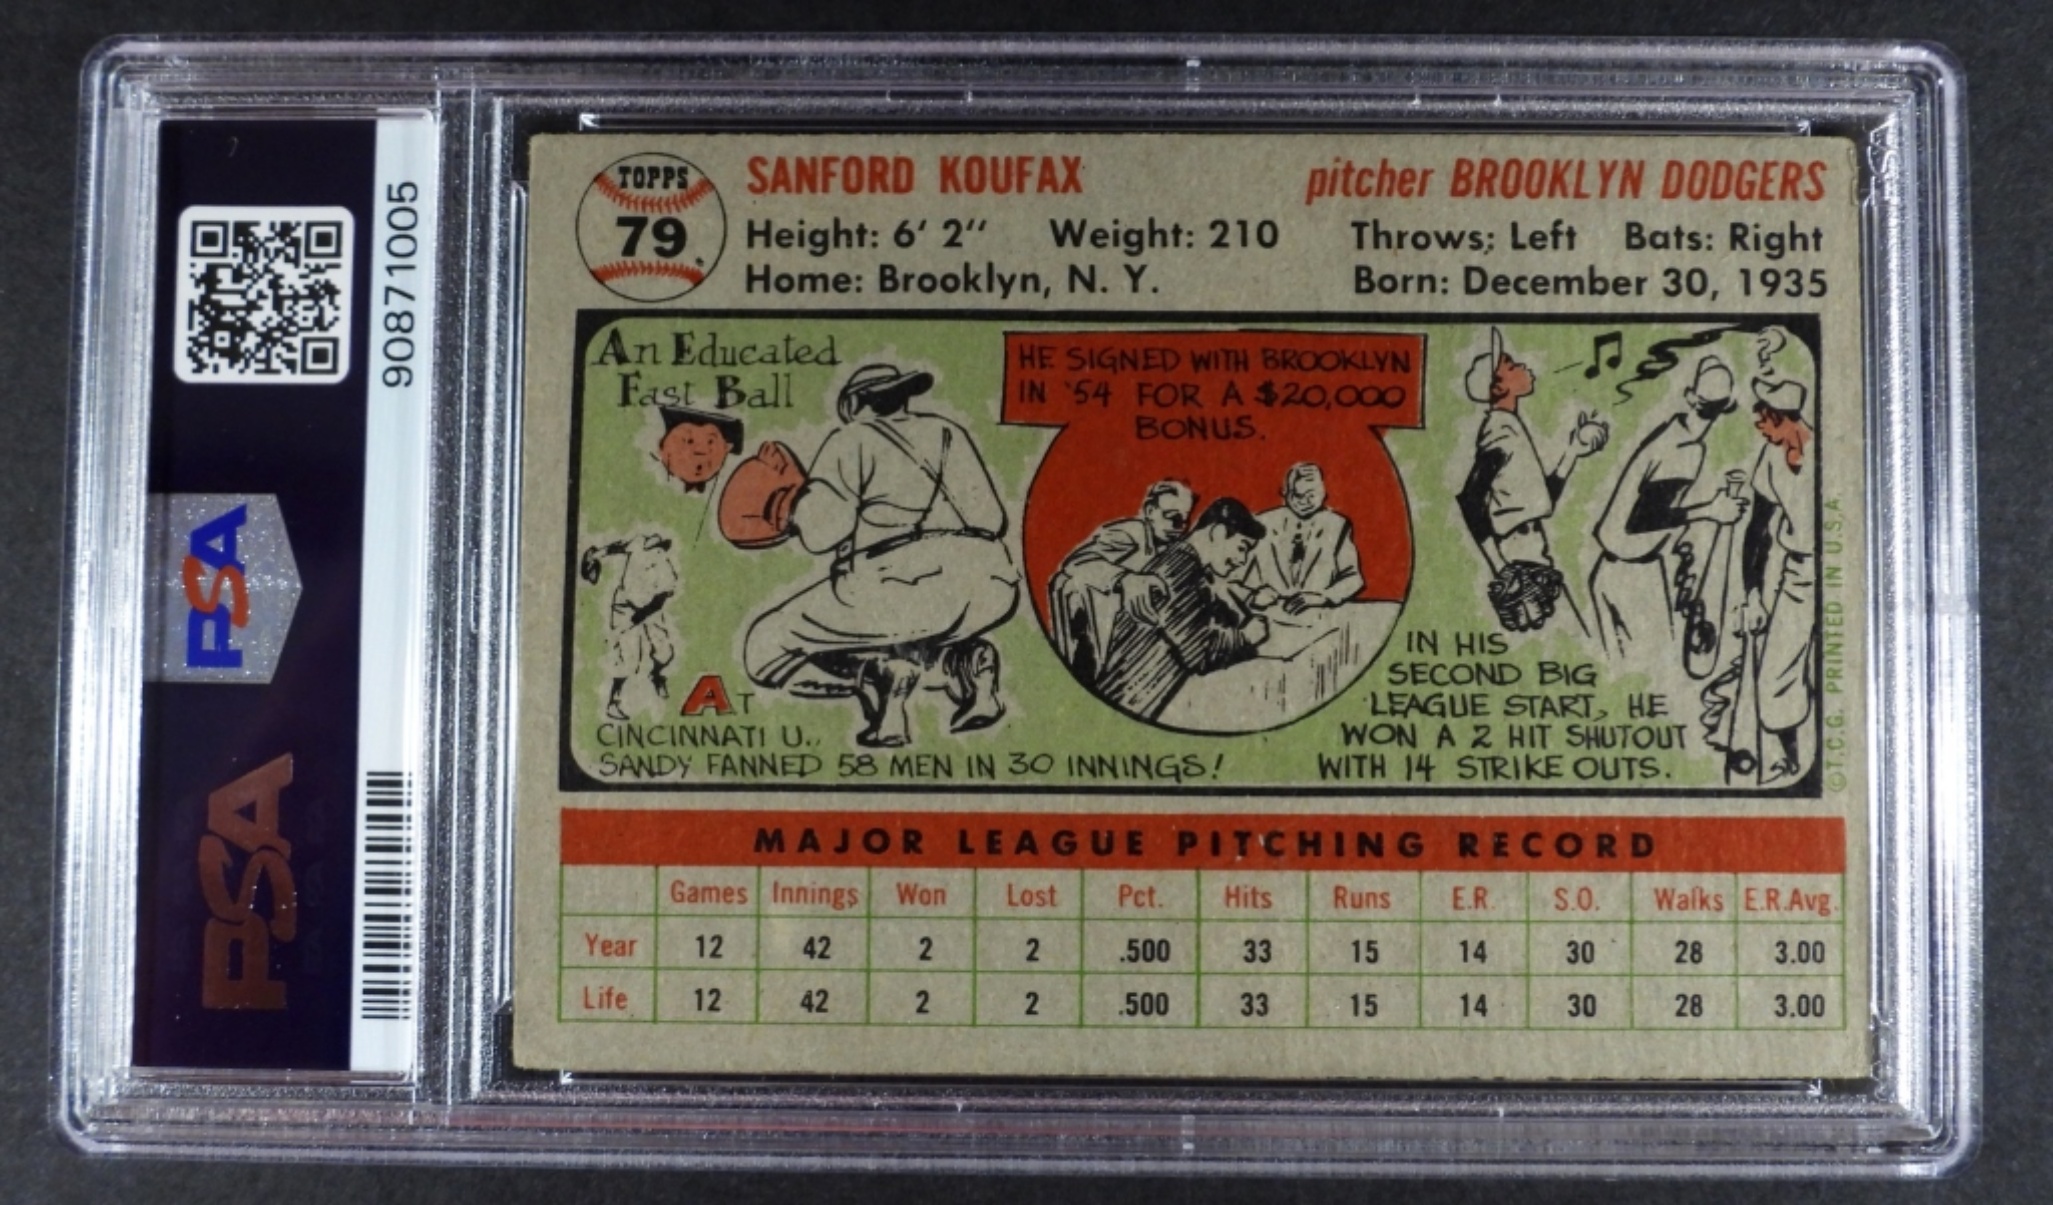 90871005
PSA
PSA
TOPPS
79
SANFORD KOUFAX
pitcher BROOKLYN DODGERS
Height: 6' 2" Weight: 210
Throws: Left Bats: Right
Home: Brooklyn, N. Y.
Born: December 30, 1935
An Educated
Fast Ball
AT
CINCINNATI U.,
SANDY FANNED 58 MEN IN 30 INNINGS!
HE SIGNED WITH BROOKLYN
IN '54 FOR A $20,000
BONUS.
IN HIS
SECOND BIG
LEAGUE START, HE
WON A 2 HIT SHUTOUT
WITH 14 STRIKE OUTS.
©T.C.G. PRINTED IN U.S.A.
MAJOR LEAGUE PITCHING RECORD
Games Innings Won Lost Pct. Hits Runs E.R. S.O. Walks E.R.Avg.
Year 12 42 2 2 .500 33 15 14 30 28 3.00
Life 12 42 2 2 .500 33 15 14 30 28 3.00